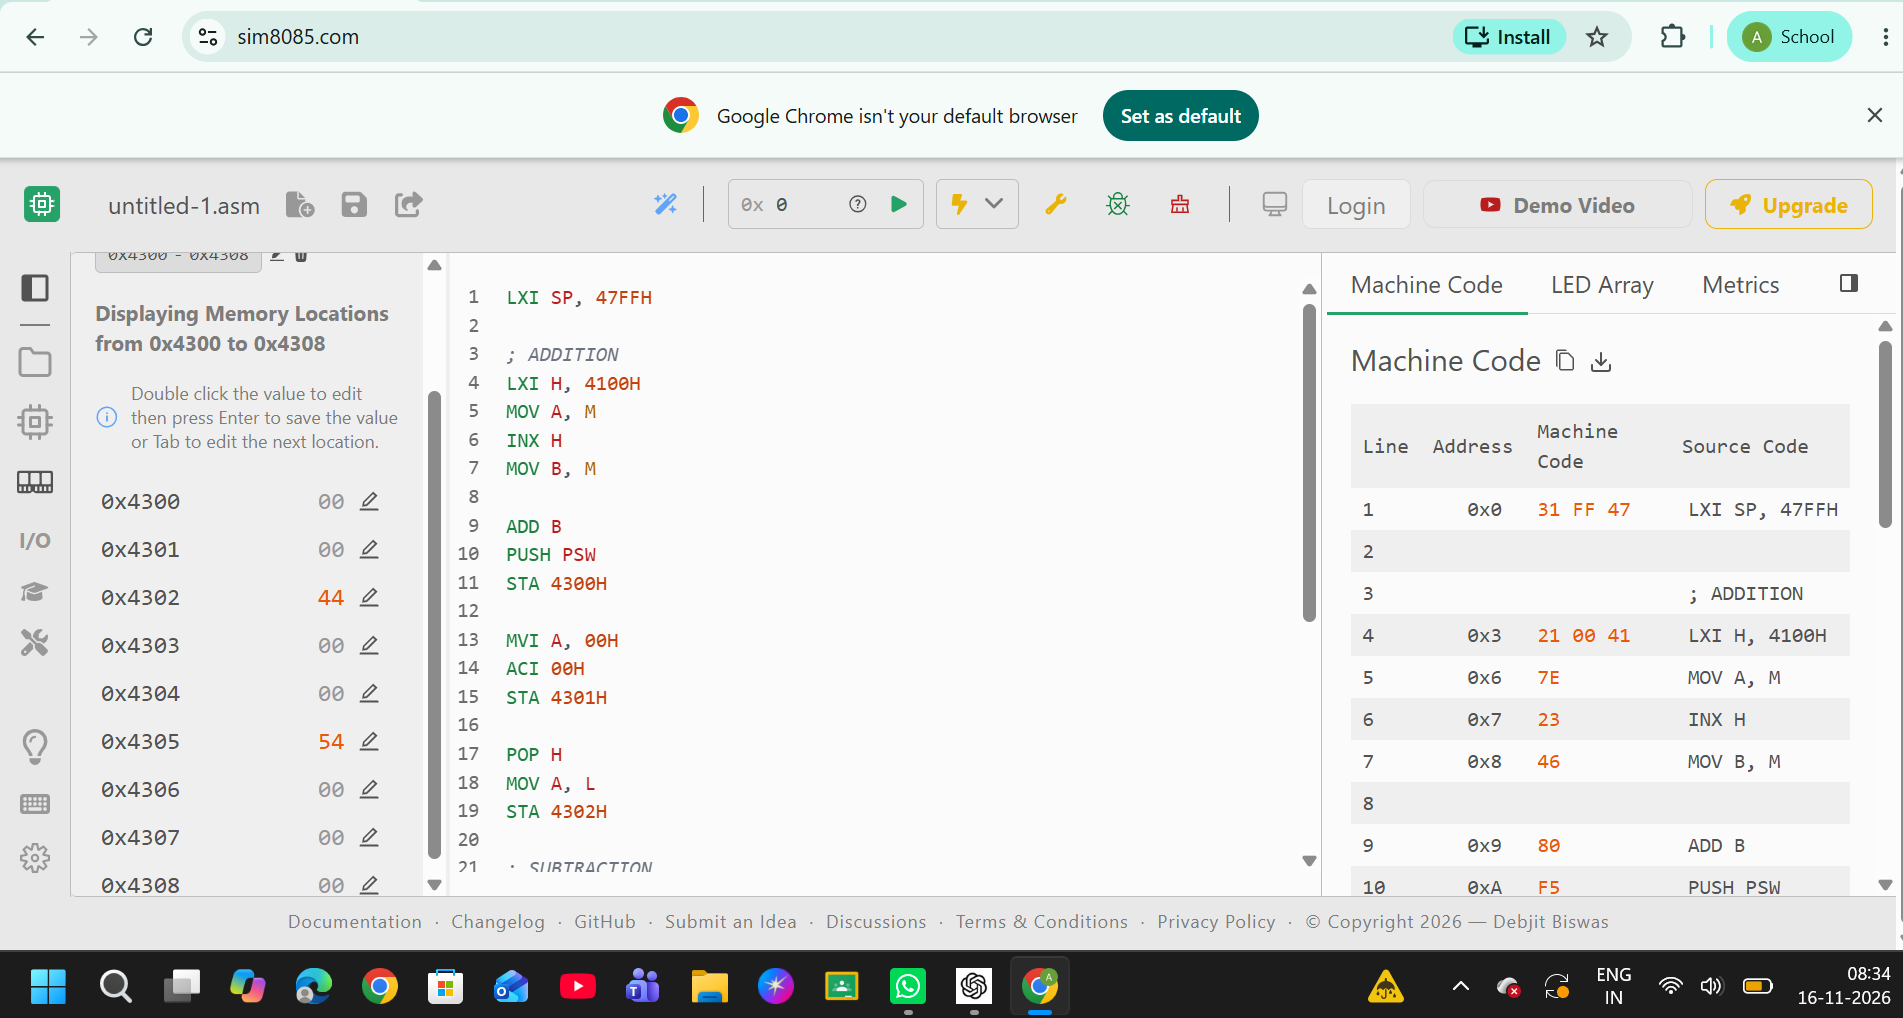 sim8085.com
Install
A
School
Google Chrome isn't your default browser
Set as default
untitled-1.asm
0x 0
Login
Demo Video
Upgrade
0x4300 - 0x4308
Displaying Memory Locations
from 0x4300 to 0x4308
Double click the value to edit
then press Enter to save the value
or Tab to edit the next location.
0x4300 00
0x4301 00
0x4302 44
0x4303 00
0x4304 00
0x4305 54
0x4306 00
0x4307 00
0x4308 00
I/O
1 LXI SP, 47FFH
2
3 ; ADDITION
4 LXI H, 4100H
5 MOV A, M
6 INX H
7 MOV B, M
8
9 ADD B
10 PUSH PSW
11 STA 4300H
12
13 MVI A, 00H
14 ACI 00H
15 STA 4301H
16
17 POP H
18 MOV A, L
19 STA 4302H
20
21 ; SUBTRACTION
Machine Code LED Array Metrics
Machine Code
Line Address Machine Code Source Code
1 0x0 31 FF 47 LXI SP, 47FFH
2
3 ; ADDITION
4 0x3 21 00 41 LXI H, 4100H
5 0x6 7E MOV A, M
6 0x7 23 INX H
7 0x8 46 MOV B, M
8
9 0x9 80 ADD B
10 0xA F5 PUSH PSW
Documentation · Changelog · GitHub · Submit an Idea · Discussions · Terms & Conditions · Privacy Policy · © Copyright 2026 — Debjit Biswas
A
ENG
IN
08:34
16-11-2026